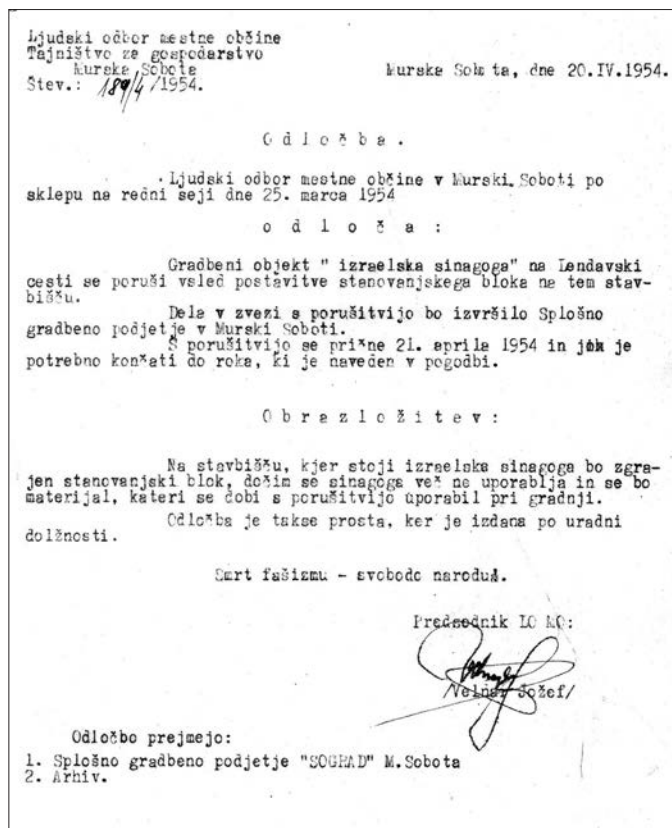 Ljudski odbor mestne občine
Tajništvo za gospodarstvo
Murska Sobota
Štev.: 189/4/1954.
Murska Sobota, dne 20.IV.1954.
O d l o č b a .
Ljudski odbor mestne občine v Murski Soboti po
sklepu na redni seji dne 25. marca 1954
o d l o č a :
Gradbeni objekt " izraelska sinagoga" na Lendavski
cesti se poruši vsled postavitve stanovanjskega bloka na tem stav-
bišču.
Dela v zvezi s porušitvijo bo izvršilo Splošno
gradbeno podjetje v Murski Soboti.
S porušitvijo se prične 21. aprila 1954 in je
potrebno končati do roka, ki je naveden v pogodbi.
O b r a z l o ž i t e v :
Na stavbišču, kjer stoji izraelska sinagoga bo zgra-
jen stanovanjski blok, dočim se sinagoga več ne uporablja in se bo
materijal, kateri se dobi s porušitvijo uporabil pri gradnji.
Odločba je takse prosta, ker je izdana po uradni
dolžnosti.
Smrt fašizmu - svobodo narodu.
Predsednik LO MO:
/Velnar Jožef/
Odločbo prejmejo:
1. Splošno gradbeno podjetje "SOGRAD" M.Sobota
2. Arhiv.